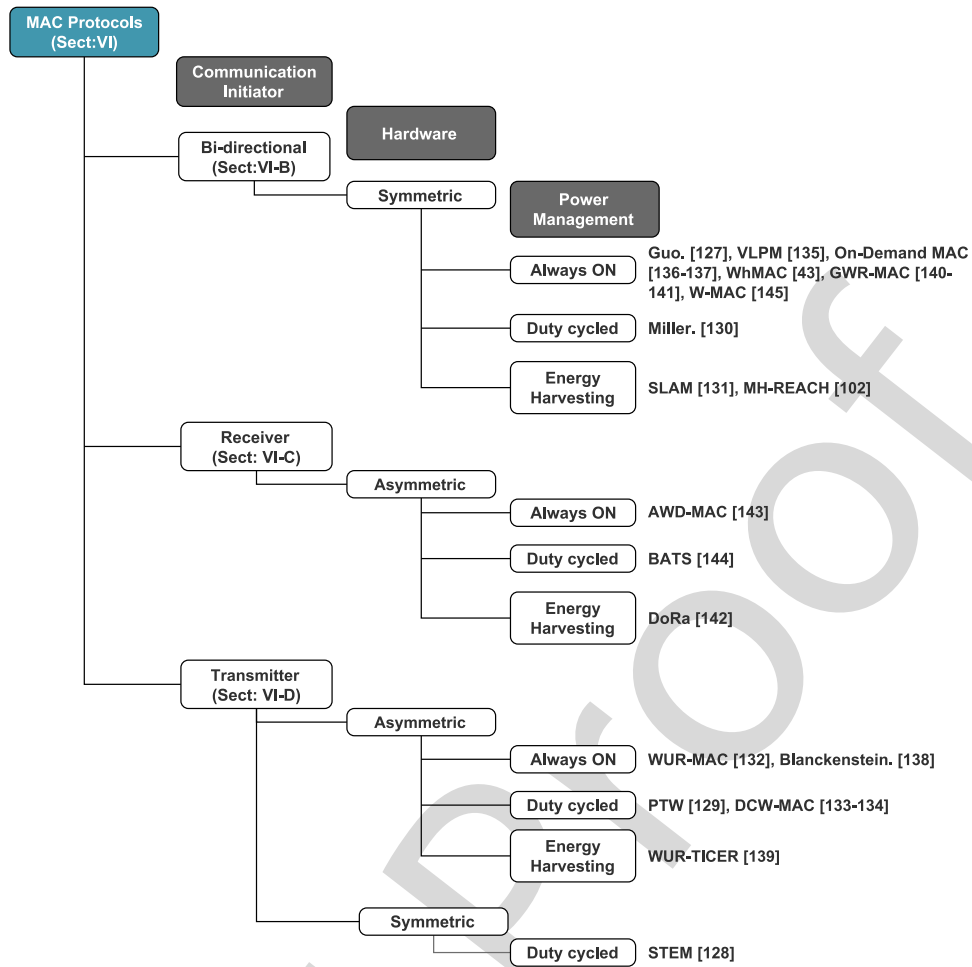 MAC Protocols
(Sect:VI)
Communication
Initiator
Hardware
Bi-directional
(Sect:VI-B)
Symmetric
Power
Management
Always ON
Guo. [127], VLPM [135], On-Demand MAC
[136-137], WhMAC [43], GWR-MAC [140-
141], W-MAC [145]
Duty cycled
Miller. [130]
Energy
Harvesting
SLAM [131], MH-REACH [102]
Receiver
(Sect: VI-C)
Asymmetric
Always ON
AWD-MAC [143]
Duty cycled
BATS [144]
Energy
Harvesting
DoRa [142]
Transmitter
(Sect: VI-D)
Asymmetric
Always ON
WUR-MAC [132], Blanckenstein. [138]
Duty cycled
PTW [129], DCW-MAC [133-134]
Energy
Harvesting
WUR-TICER [139]
Symmetric
Duty cycled
STEM [128]
Proof